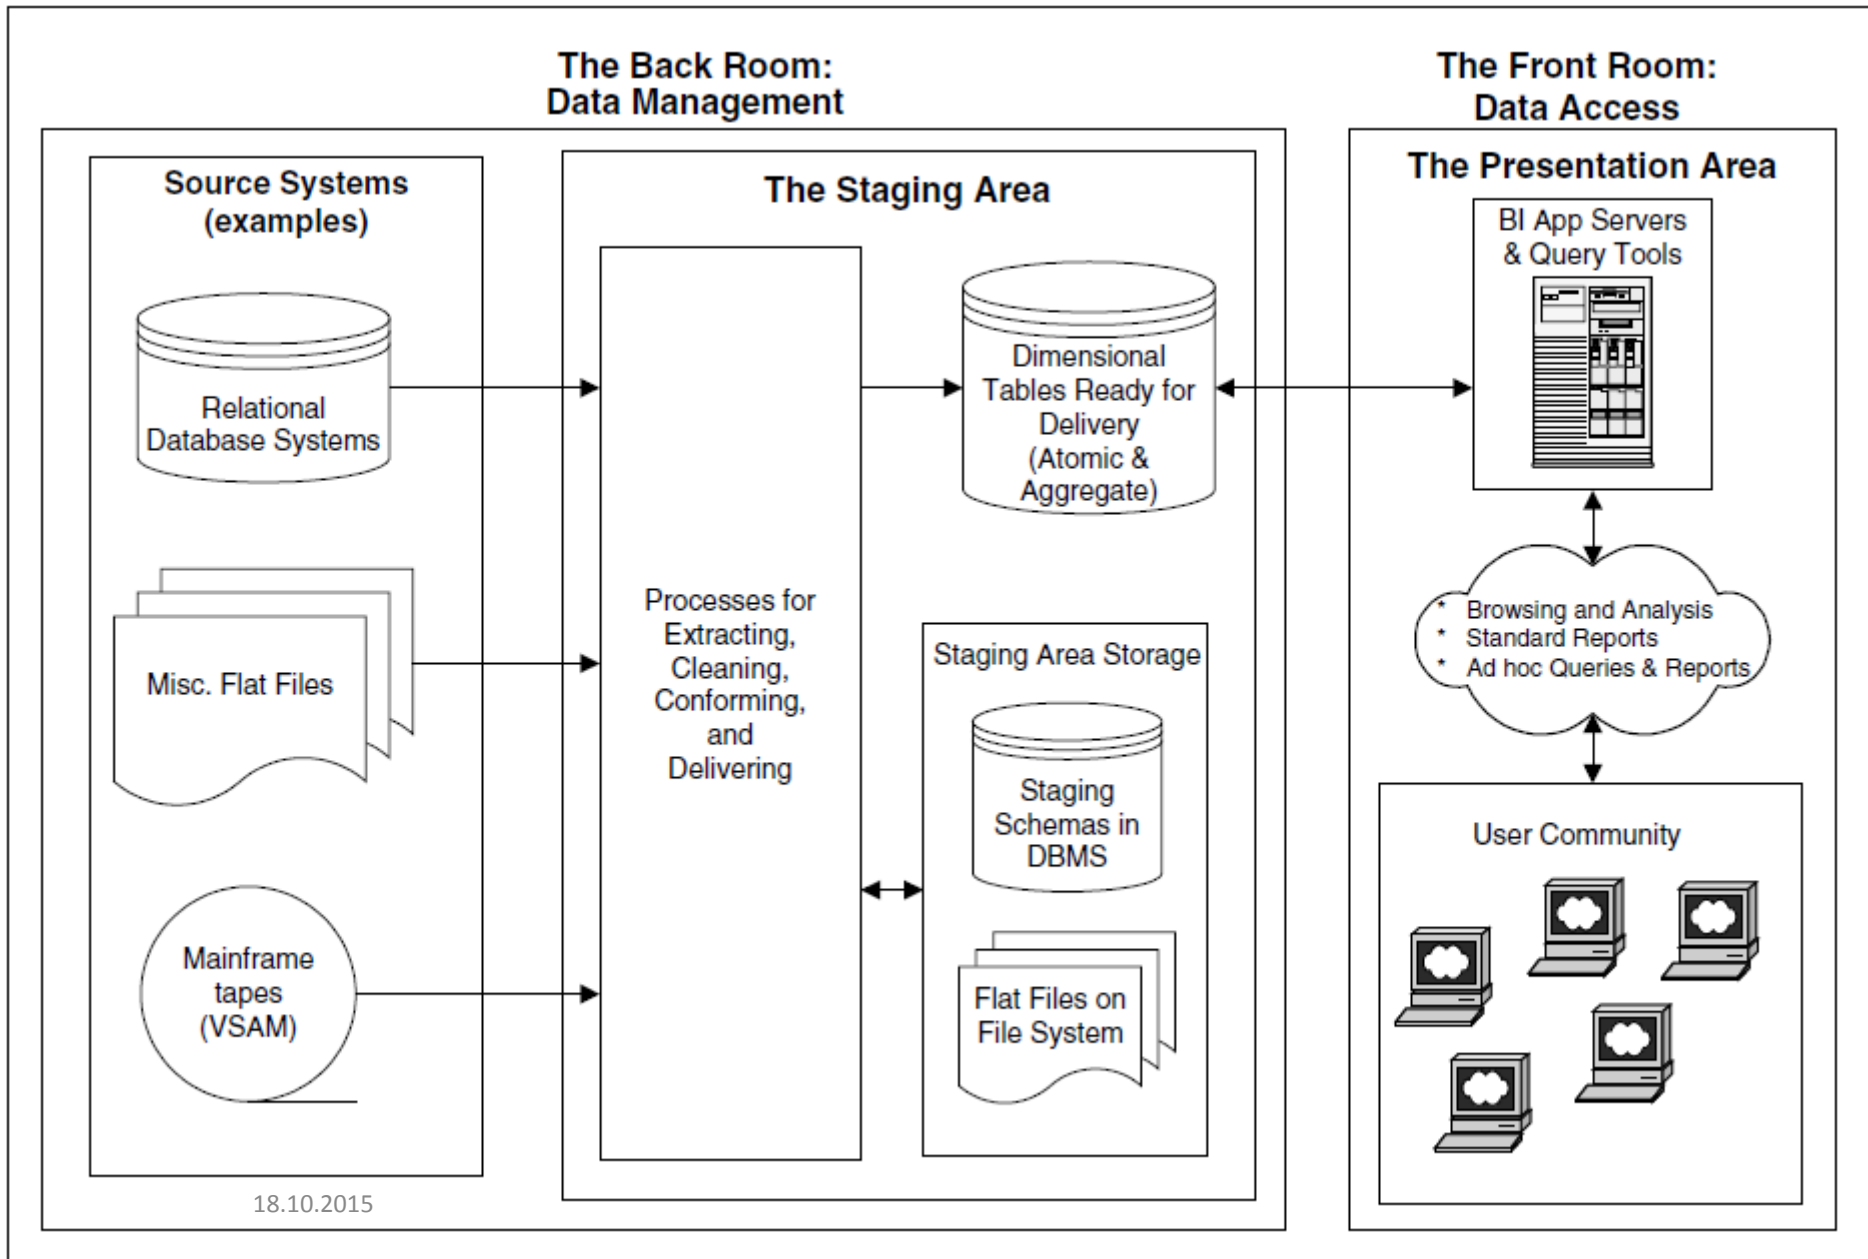 The Back Room:
Data Management
The Front Room:
Data Access
Source Systems
(examples)
Relational
Database Systems
Misc. Flat Files
Mainframe
tapes
(VSAM)
18.10.2015
The Staging Area
Processes for
Extracting,
Cleaning,
Conforming,
and
Delivering
Dimensional
Tables Ready for
Delivery
(Atomic &
Aggregate)
Staging Area Storage
Staging
Schemas in
DBMS
Flat Files on
File System
The Presentation Area
BI App Servers
& Query Tools
* Browsing and Analysis
* Standard Reports
* Ad hoc Queries & Reports
User Community